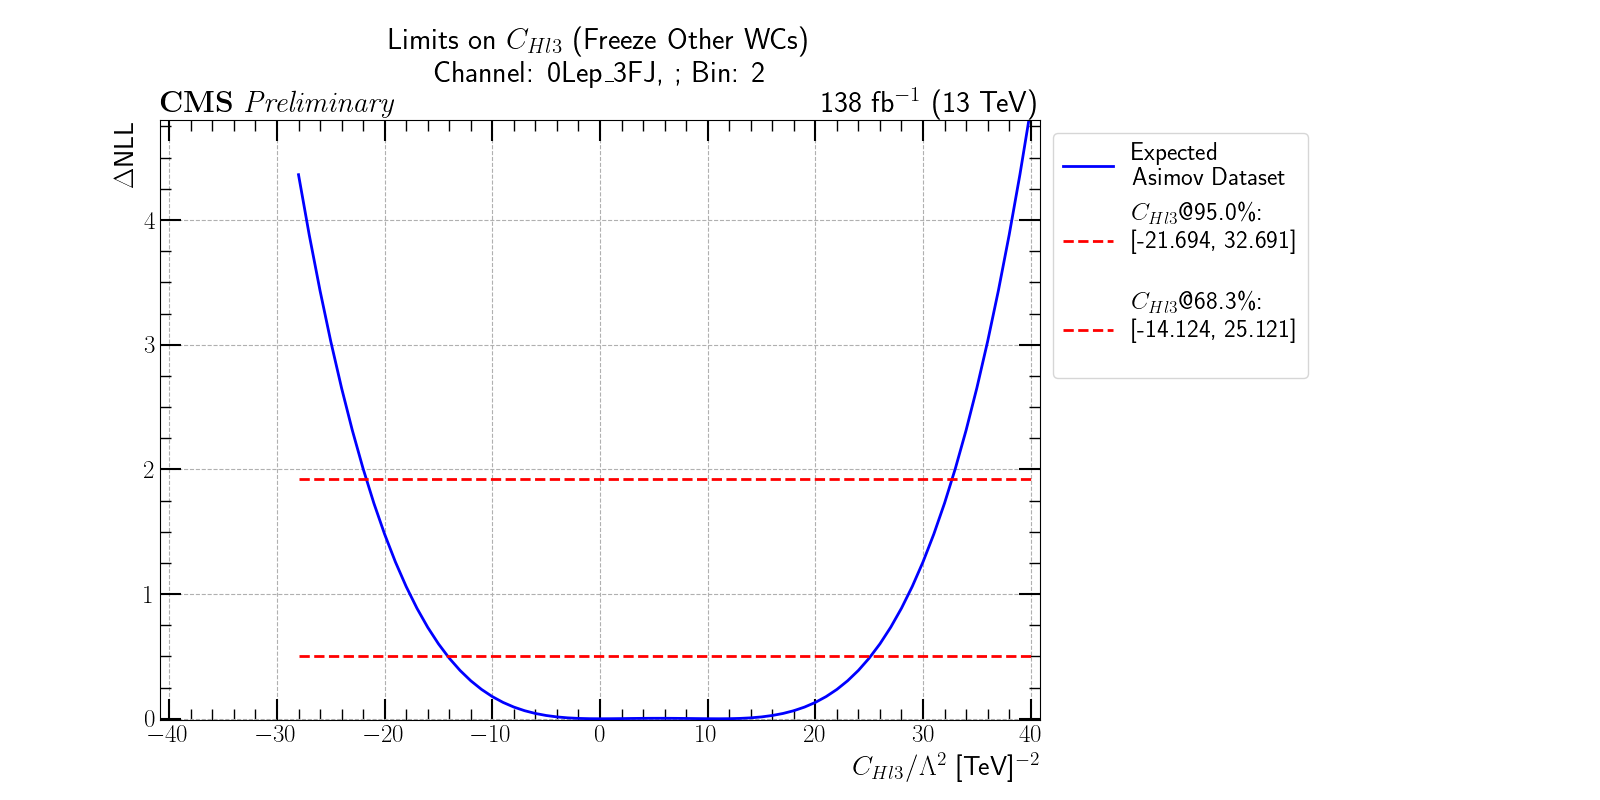 Limits on C_{Hl3} (Freeze Other WCs)
Channel: 0Lep_3FJ, ; Bin: 2
CMS Preliminary
138 fb^{-1} (13 TeV)
ΔNLL
4
3
2
1
0
−40 −30 −20 −10 0 10 20 30 40
C_{Hl3}/Λ^2 [TeV]^{-2}
Expected
Asimov Dataset
C_{Hl3}@95.0%:
[-21.694, 32.691]
C_{Hl3}@68.3%:
[-14.124, 25.121]